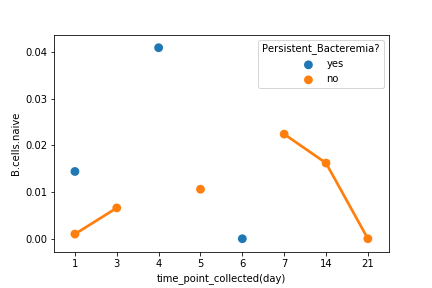 Persistent_Bacteremia?
yes
no
0.04
0.03
0.02
0.01
0.00
B.cells.naive
1 3 4 5 6 7 14 21
time_point_collected(day)